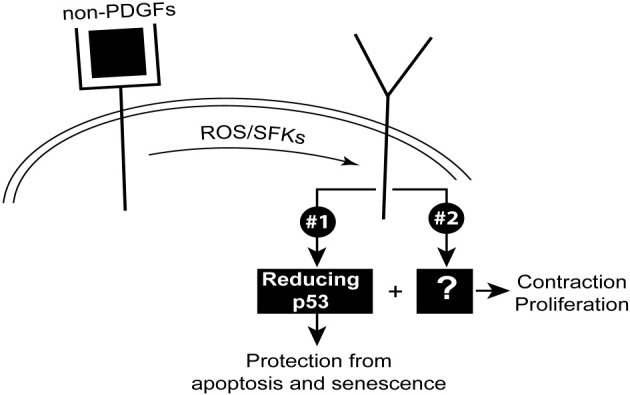 non-PDGFs
ROS/SFKs
#1
#2
Reducing
p53
+
?
Contraction
Proliferation
Protection from
apoptosis and senescence